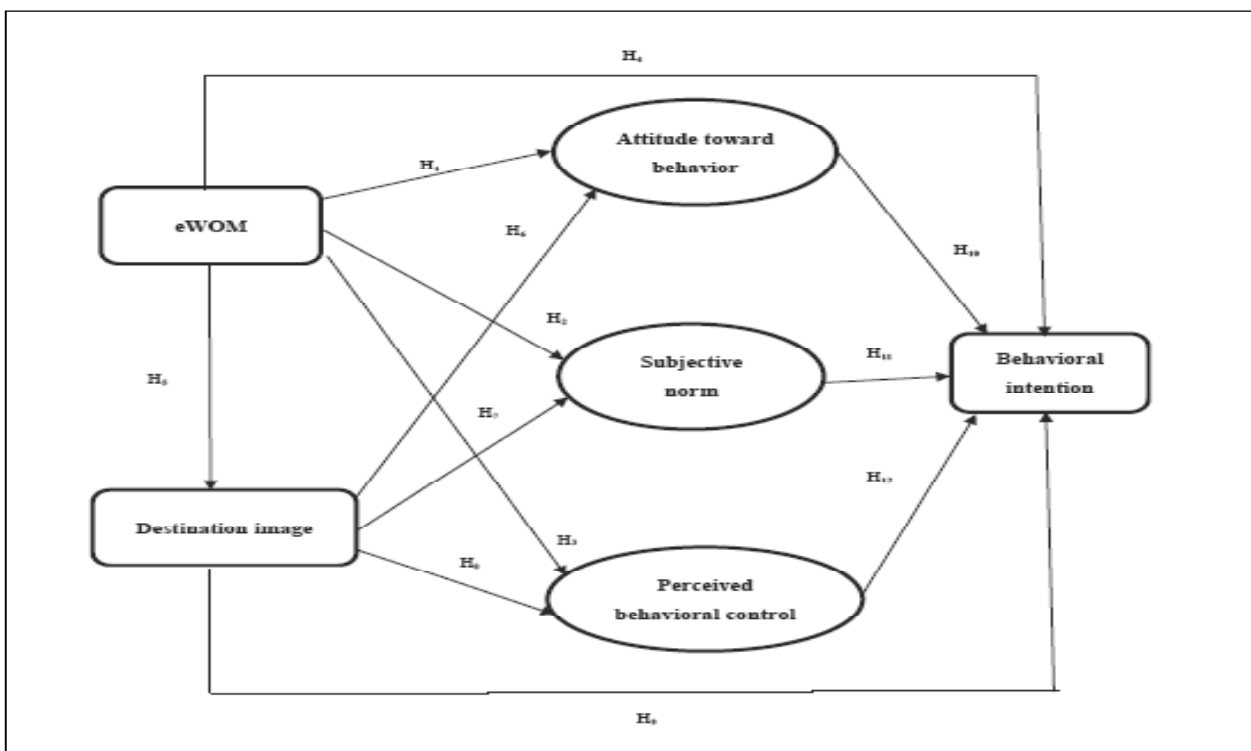 H₄
Attitude toward
behavior
H₁
eWOM
H₆
H₁₀
H₂
Subjective
norm
H₁₁
Behavioral
intention
H₅
H₇
H₁₂
Destination image
H₃
H₈
Perceived
behavioral control
H₉